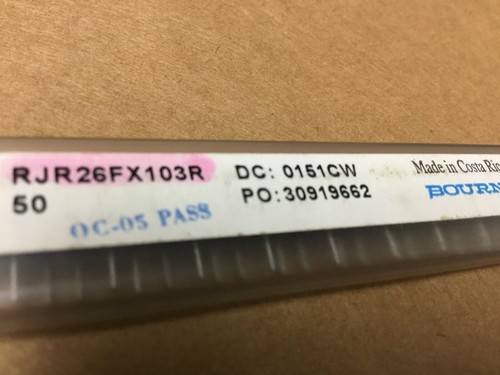 RJR26FX103R DC: 0151CW Made in Costa Ric
50 PO:30919662 BOURN
QC-05 PASS